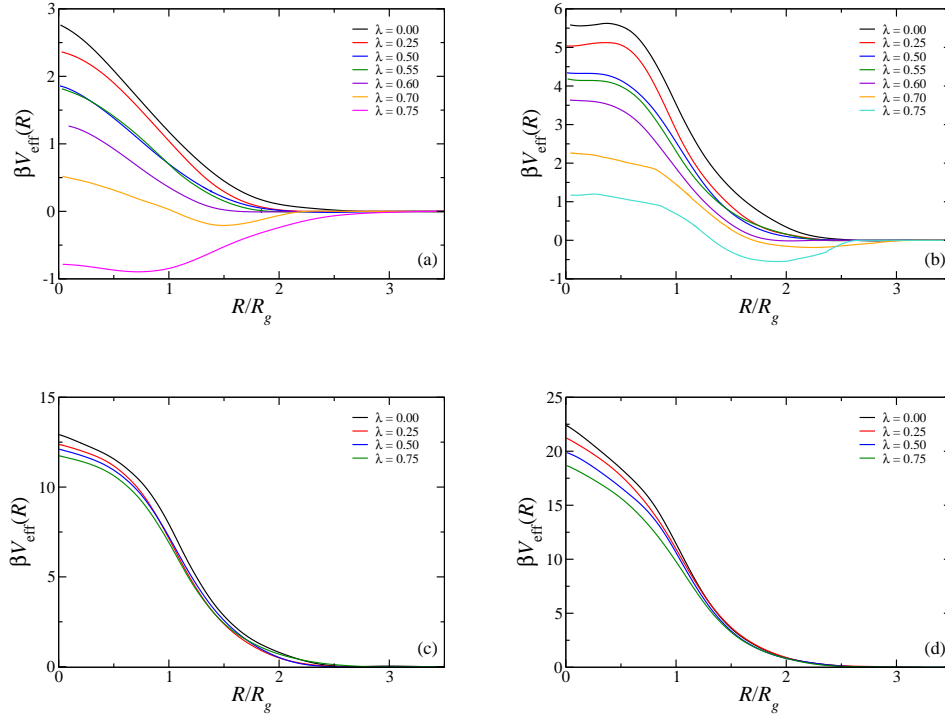 3
2
1
0
-1
0
1
2
3
βV_eff(R)
R/R_g
λ = 0.00
λ = 0.25
λ = 0.50
λ = 0.55
λ = 0.60
λ = 0.70
λ = 0.75
(a)
6
5
4
3
2
1
0
-1
0
1
2
3
βV_eff(R)
R/R_g
λ = 0.00
λ = 0.25
λ = 0.50
λ = 0.55
λ = 0.60
λ = 0.70
λ = 0.75
(b)
15
10
5
0
0
1
2
3
βV_eff(R)
R/R_g
λ = 0.00
λ = 0.25
λ = 0.50
λ = 0.75
(c)
25
20
15
10
5
0
0
1
2
3
βV_eff(R)
R/R_g
λ = 0.00
λ = 0.25
λ = 0.50
λ = 0.75
(d)